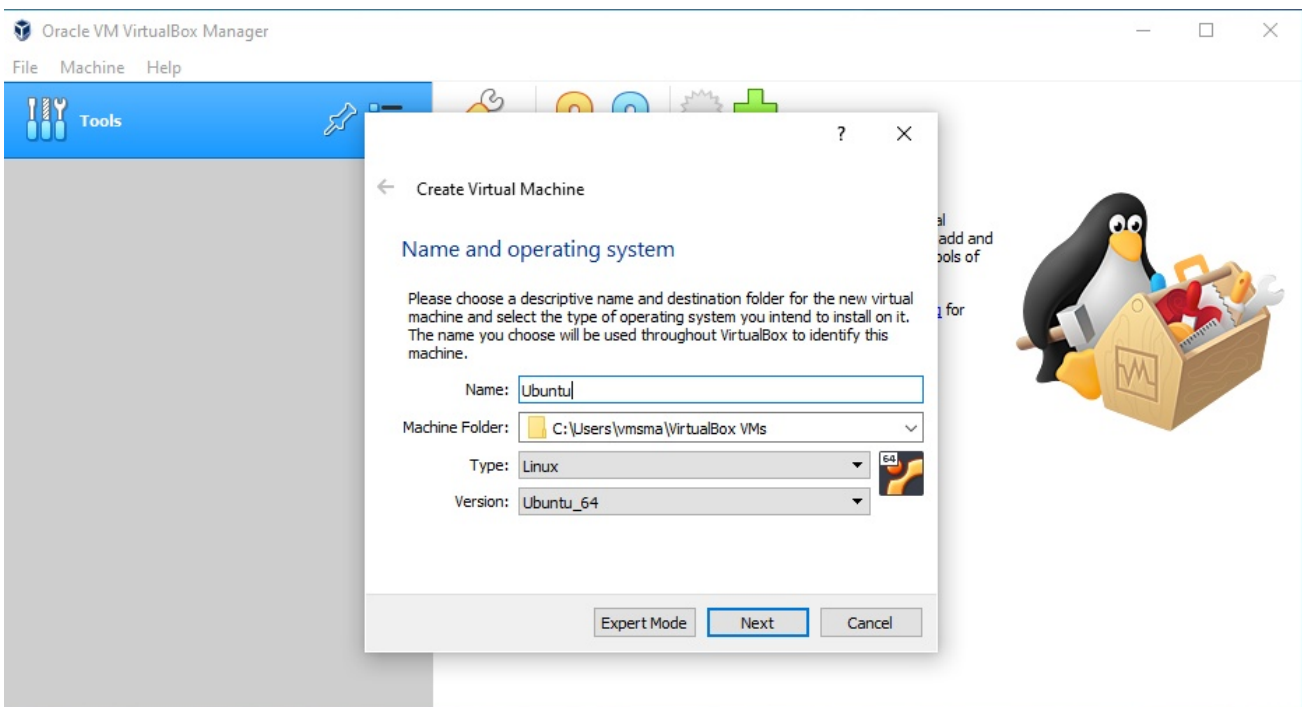 Oracle VM VirtualBox Manager
File Machine Help
Tools
?
Create Virtual Machine
Name and operating system
Please choose a descriptive name and destination folder for the new virtual
machine and select the type of operating system you intend to install on it.
The name you choose will be used throughout VirtualBox to identify this
machine.
Name: Ubuntu
Machine Folder: C:\Users\vmsma\VirtualBox VMs
Type: Linux
64
Version: Ubuntu_64
Expert Mode Next Cancel
al
add and
ools of
for